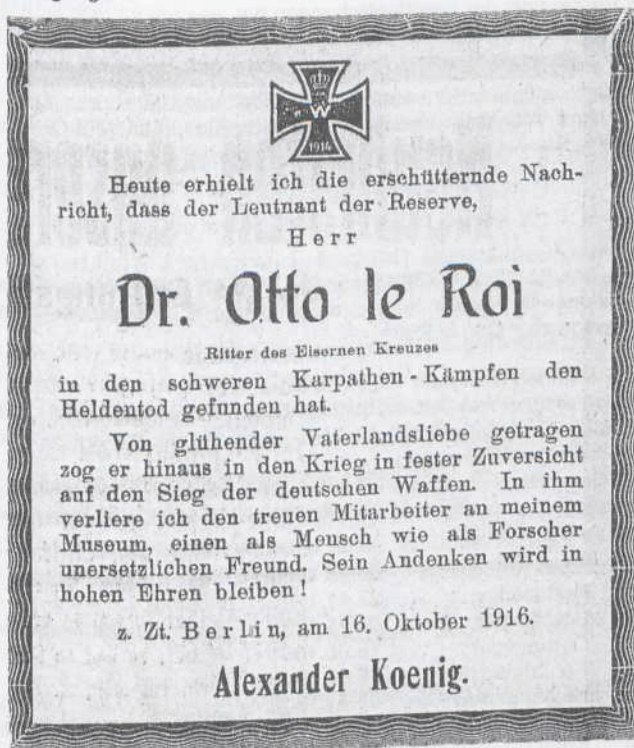 W
1914
Heute erhielt ich die erschütternde Nach-
richt, dass der Leutnant der Reserve,
Herr
Dr. Otto le Roi
Ritter des Eisernen Kreuzes
in den schweren Karpathen-Kämpfen den
Heldentod gefunden hat.
Von glühender Vaterlandsliebe getragen
zog er hinaus in den Krieg in fester Zuversicht
auf den Sieg der deutschen Waffen. In ihm
verliere ich den treuen Mitarbeiter an meinem
Museum, einen als Mensch wie als Forscher
unersetzlichen Freund. Sein Andenken wird in
hohen Ehren bleiben!
z. Zt. Berlin, am 16. Oktober 1916.
Alexander Koenig.